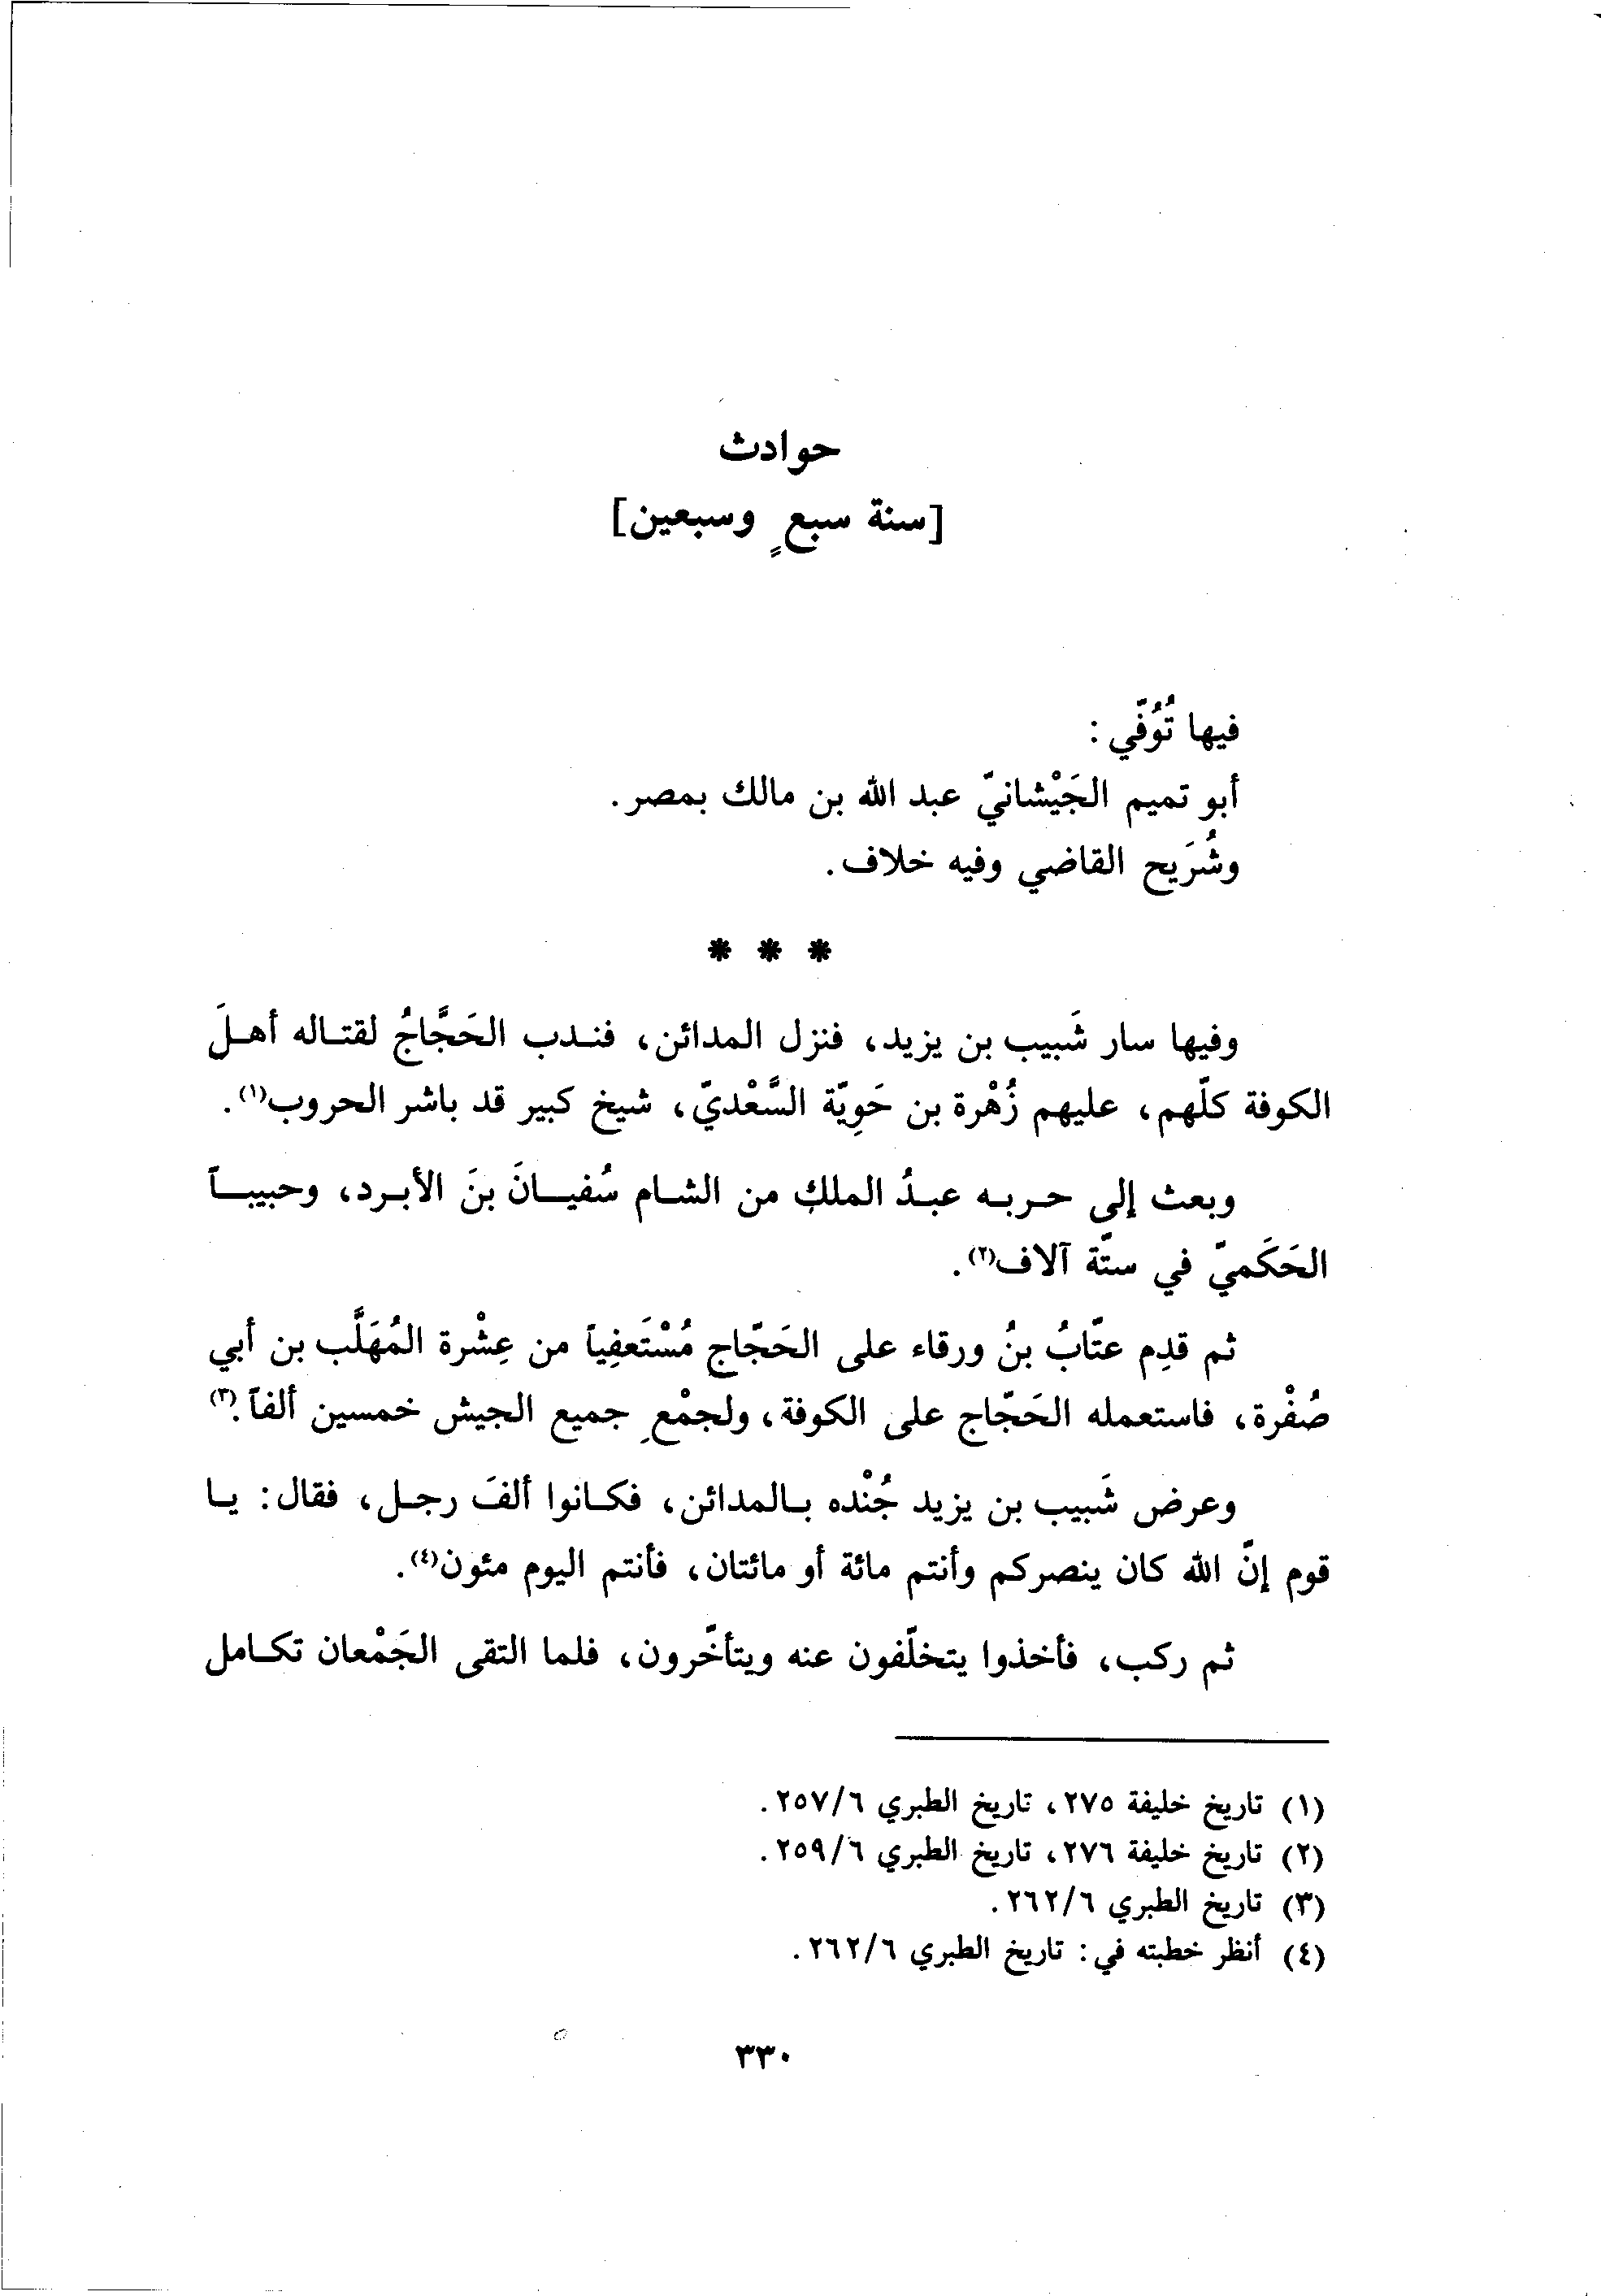 حوادث
[سنة سبعٍ وسبعين]
فيها تُوُفّي :
أبو تميم الجَيْشانيّ عبد الله بن مالك بمصر.
وشُرَيح القاضي وفيه خلاف.
* * *
وفيها سار شَبيب بن يزيد، فنزل المدائن، فندب الحَجَّاجُ لقتاله أهلَ
الكوفة كلّهم، عليهم زُهْرة بن حَوِيّة السَّعْديّ، شيخ كبير قد باشر الحروب(١).
وبعث إلى حربه عبدُ الملكِ من الشام سُفيانَ بنَ الأبرد، وحبيباً
الحَكَميّ في ستّة آلاف(٢).
ثم قدِم عتّابُ بنُ ورقاء على الحَجّاج مُسْتَعفِياً من عِشْرة المُهَلَّب بن أبي
صُفْرة، فاستعمله الحَجّاج على الكوفة، ولجمْعِ جميع الجيش خمسين ألفاً.(٣)
وعرض شَبيب بن يزيد جُنْده بالمدائن، فكانوا ألفَ رجل، فقال: يا
قوم إنّ الله كان ينصركم وأنتم مائة أو مائتان، فأنتم اليوم مئون(٤).
ثم ركب، فأخذوا يتخلّفون عنه ويتأخّرون، فلما التقى الجَمْعان تكامل
(١) تاريخ خليفة ٢٧٥، تاريخ الطبري ٢٥٧/٦.
(٢) تاريخ خليفة ٢٧٦، تاريخ الطبري ٢٥٩/٦.
(٣) تاريخ الطبري ٢٦٢/٦.
(٤) أنظر خطبته في: تاريخ الطبري ٢٦٢/٦.
٣٣٠